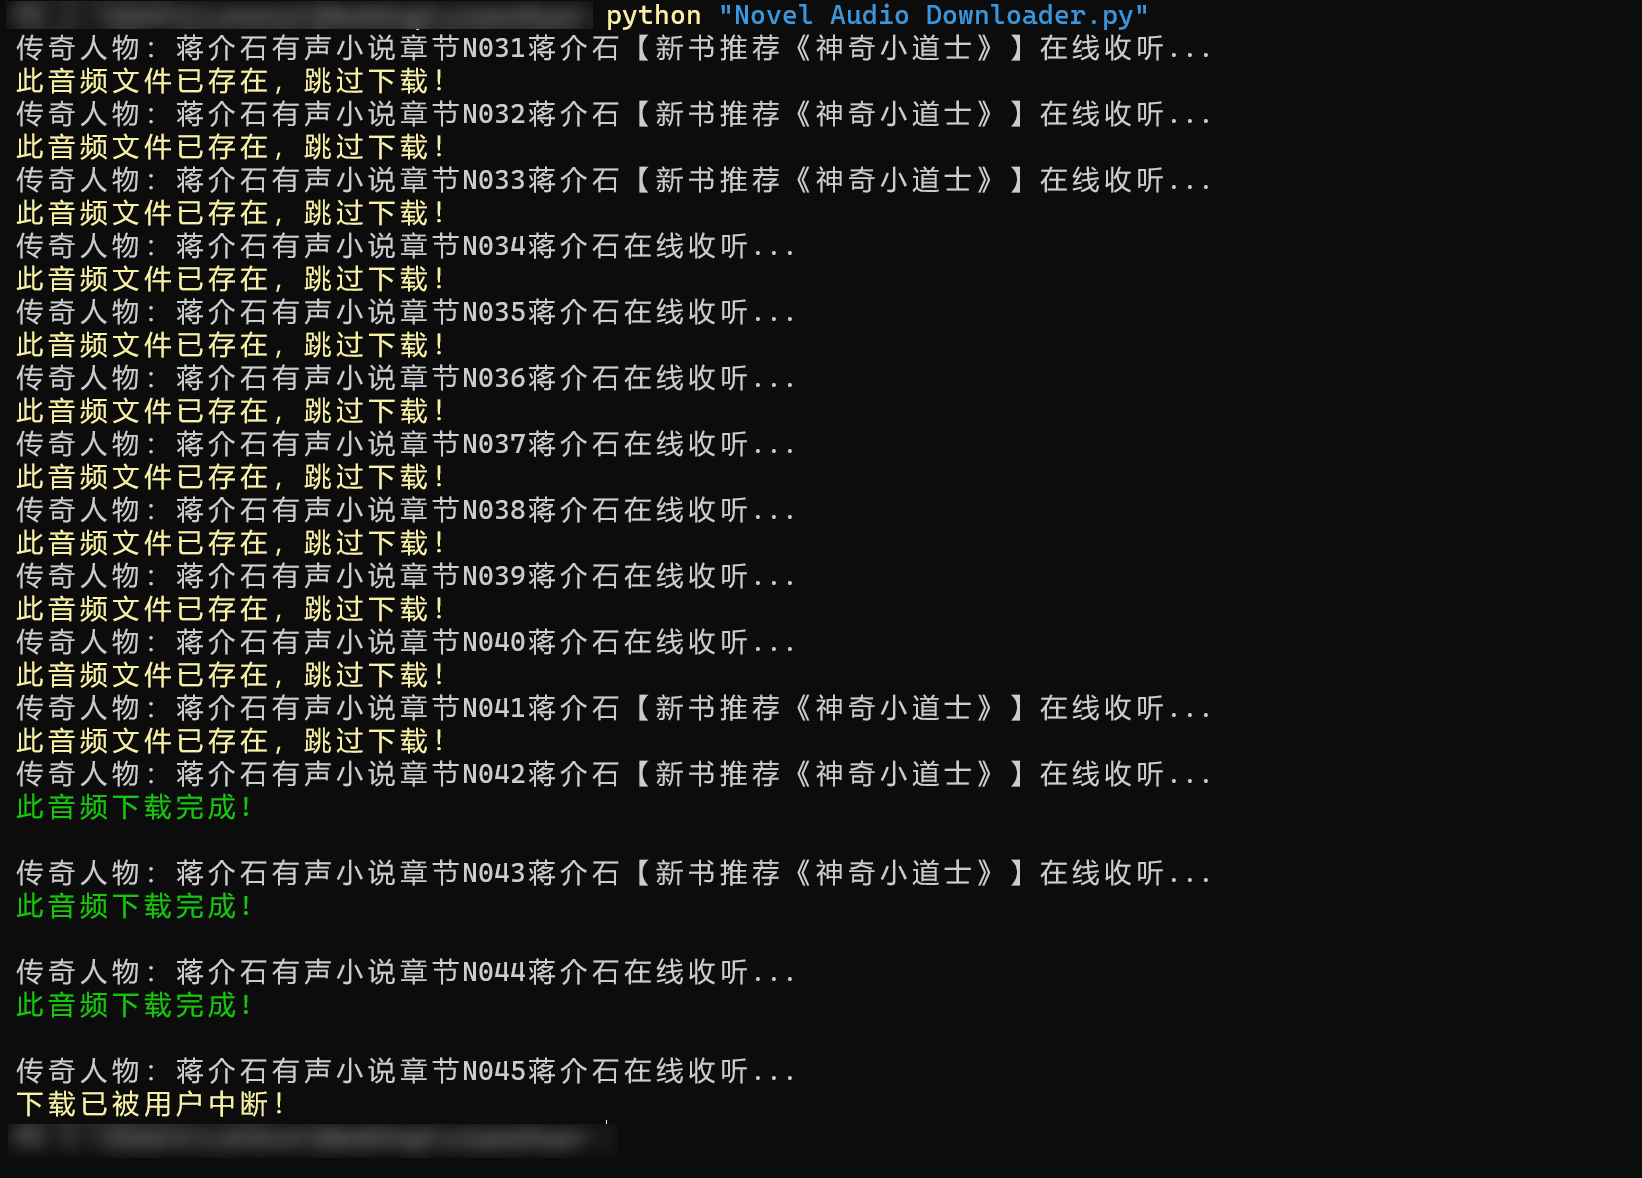 python "Novel Audio Downloader.py"
传奇人物：蒋介石有声小说章节N031蒋介石【新书推荐《神奇小道士》】在线收听...
此音频文件已存在，跳过下载！
传奇人物：蒋介石有声小说章节N032蒋介石【新书推荐《神奇小道士》】在线收听...
此音频文件已存在，跳过下载！
传奇人物：蒋介石有声小说章节N033蒋介石【新书推荐《神奇小道士》】在线收听...
此音频文件已存在，跳过下载！
传奇人物：蒋介石有声小说章节N034蒋介石在线收听...
此音频文件已存在，跳过下载！
传奇人物：蒋介石有声小说章节N035蒋介石在线收听...
此音频文件已存在，跳过下载！
传奇人物：蒋介石有声小说章节N036蒋介石在线收听...
此音频文件已存在，跳过下载！
传奇人物：蒋介石有声小说章节N037蒋介石在线收听...
此音频文件已存在，跳过下载！
传奇人物：蒋介石有声小说章节N038蒋介石在线收听...
此音频文件已存在，跳过下载！
传奇人物：蒋介石有声小说章节N039蒋介石在线收听...
此音频文件已存在，跳过下载！
传奇人物：蒋介石有声小说章节N040蒋介石在线收听...
此音频文件已存在，跳过下载！
传奇人物：蒋介石有声小说章节N041蒋介石【新书推荐《神奇小道士》】在线收听...
此音频文件已存在，跳过下载！
传奇人物：蒋介石有声小说章节N042蒋介石【新书推荐《神奇小道士》】在线收听...
此音频下载完成！
传奇人物：蒋介石有声小说章节N043蒋介石【新书推荐《神奇小道士》】在线收听...
此音频下载完成！
传奇人物：蒋介石有声小说章节N044蒋介石在线收听...
此音频下载完成！
传奇人物：蒋介石有声小说章节N045蒋介石在线收听...
下载已被用户中断！